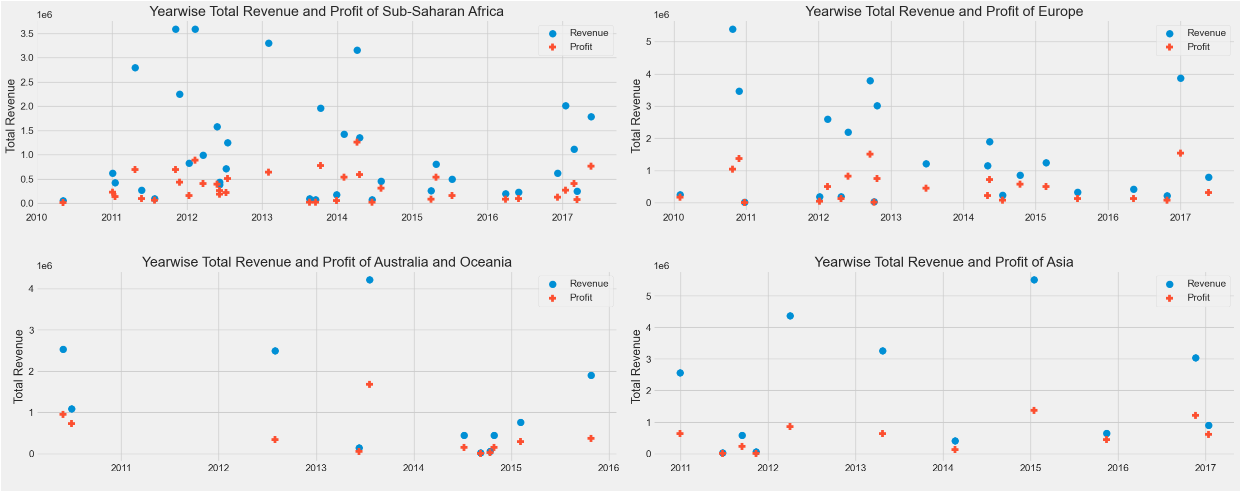 Yearwise Total Revenue and Profit of Sub-Saharan Africa
1e6
Revenue
Profit
Total Revenue
3.5
3.0
2.5
2.0
1.5
1.0
0.5
0.0
2010 2011 2012 2013 2014 2015 2016 2017
Yearwise Total Revenue and Profit of Europe
1e6
Revenue
Profit
Total Revenue
5
4
3
2
1
0
2010 2011 2012 2013 2014 2015 2016 2017
Yearwise Total Revenue and Profit of Australia and Oceania
1e6
Revenue
Profit
Total Revenue
4
3
2
1
0
2011 2012 2013 2014 2015 2016
Yearwise Total Revenue and Profit of Asia
1e6
Revenue
Profit
Total Revenue
5
4
3
2
1
0
2011 2012 2013 2014 2015 2016 2017